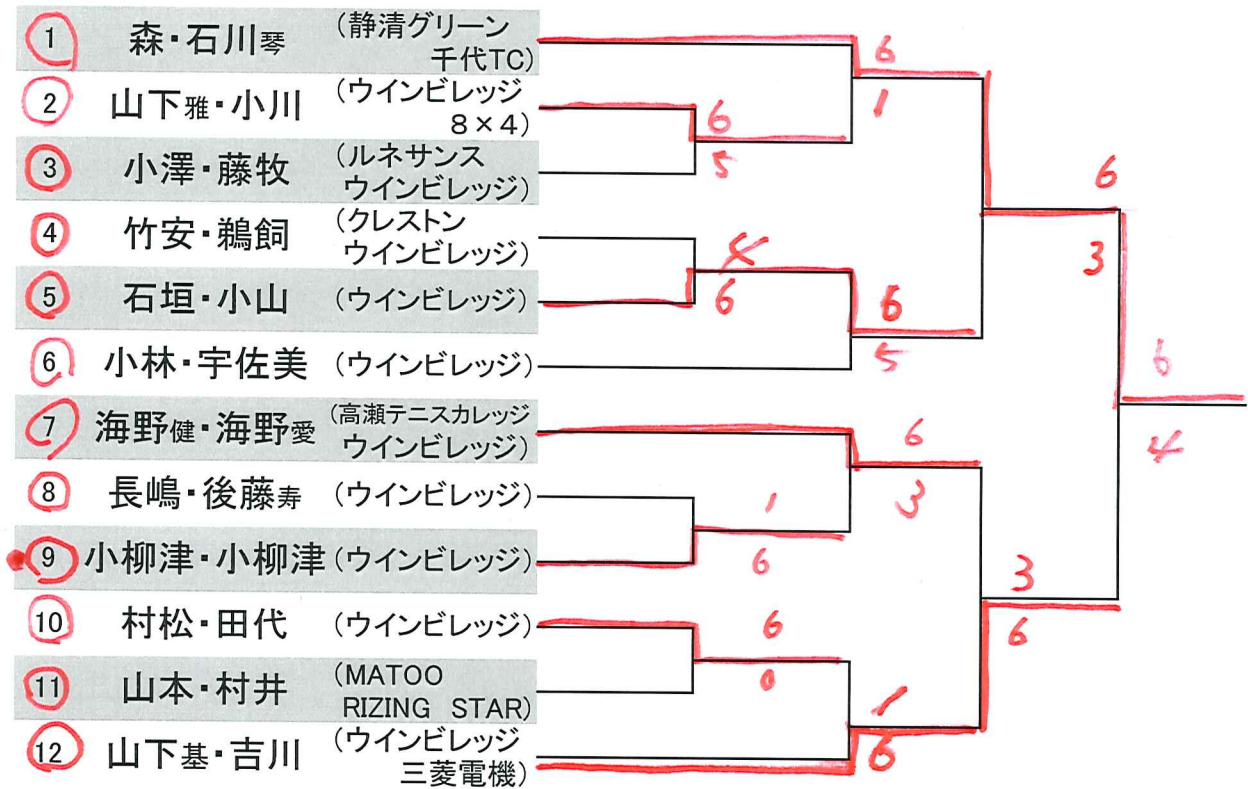 1 森・石川琴 (静清グリーン
千代TC)
2 山下雅・小川 (ウインビレッジ
8×4)
3 小澤・藤牧 (ルネサンス
ウインビレッジ)
4 竹安・鵜飼 (クレストン
ウインビレッジ)
5 石垣・小山 (ウインビレッジ)
6 小林・宇佐美 (ウインビレッジ)
7 海野健・海野愛 (高瀬テニスカレッジ
ウインビレッジ)
8 長嶋・後藤寿 (ウインビレッジ)
9 小柳津・小柳津 (ウインビレッジ)
10 村松・田代 (ウインビレッジ)
11 山本・村井 (MATOO
RIZING STAR)
12 山下基・吉川 (ウインビレッジ
三菱電機)
6
5
4
6
1
6
6
0
6
1
6
5
6
3
1
6
6
3
3
6
6
4